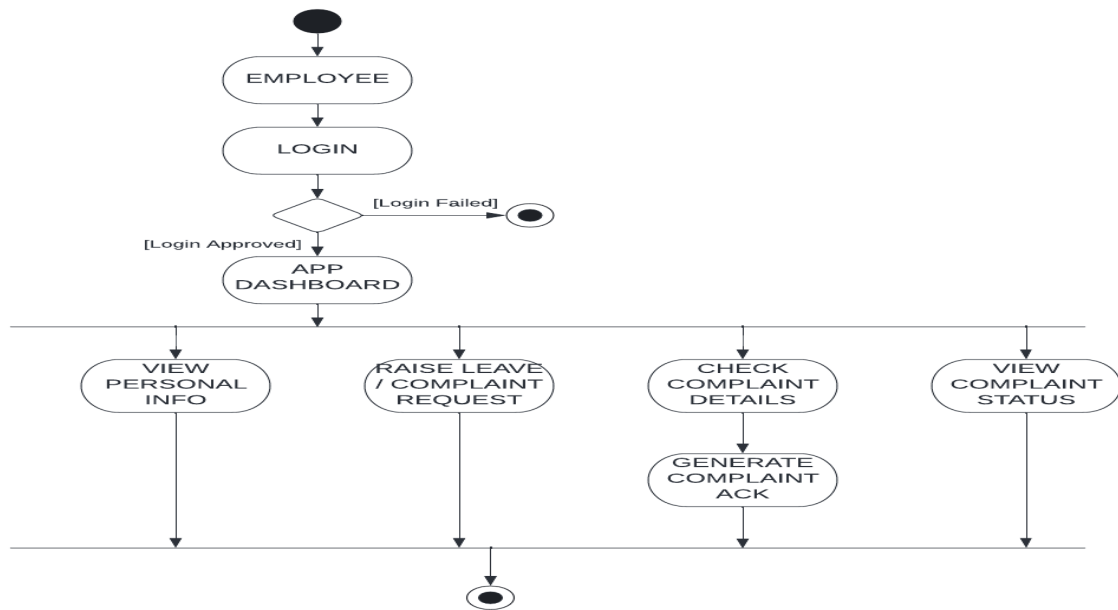 EMPLOYEE
LOGIN
[Login Failed]
[Login Approved]
APP
DASHBOARD
VIEW
PERSONAL
INFO
RAISE LEAVE
/ COMPLAINT
REQUEST
CHECK
COMPLAINT
DETAILS
VIEW
COMPLAINT
STATUS
GENERATE
COMPLAINT
ACK